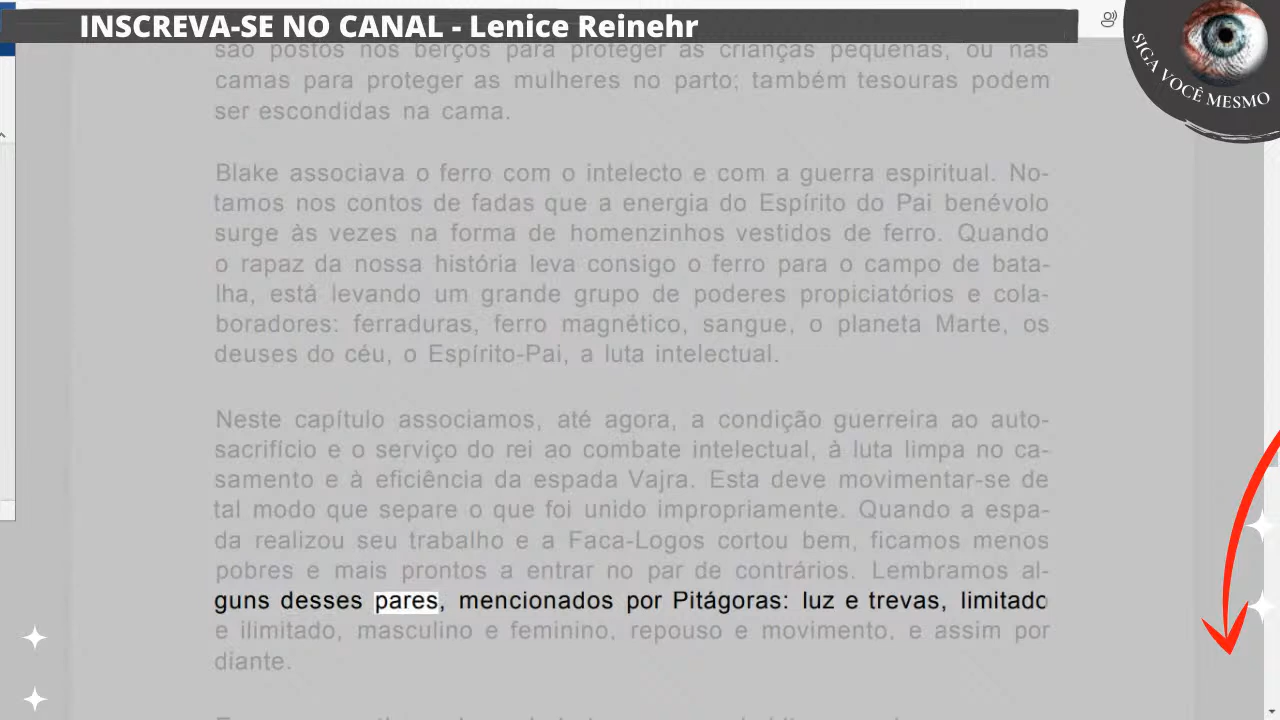 INSCREVA-SE NO CANAL - Lenice Reinehr
SIGA VOCÊ MESMO
são postos nos berços para proteger as crianças pequenas, ou nas
camas para proteger as mulheres no parto; também tesouras podem
ser escondidas na cama.
Blake associava o ferro com o intelecto e com a guerra espiritual. No-
tamos nos contos de fadas que a energia do Espírito do Pai benévolo
surge às vezes na forma de homenzinhos vestidos de ferro. Quando
o rapaz da nossa história leva consigo o ferro para o campo de bata-
lha, está levando um grande grupo de poderes propiciatórios e cola-
boradores: ferraduras, ferro magnético, sangue, o planeta Marte, os
deuses do céu, o Espírito-Pai, a luta intelectual.
Neste capítulo associamos, até agora, a condição guerreira ao auto-
sacrifício e o serviço do rei ao combate intelectual, à luta limpa no ca-
samento e à eficiência da espada Vajra. Esta deve movimentar-se de
tal modo que separe o que foi unido impropriamente. Quando a espa-
da realizou seu trabalho e a Faca-Logos cortou bem, ficamos menos
pobres e mais prontos a entrar no par de contrários. Lembramos al-
guns desses pares, mencionados por Pitágoras: luz e trevas, limitado
e ilimitado, masculino e feminino, repouso e movimento, e assim por
diante.